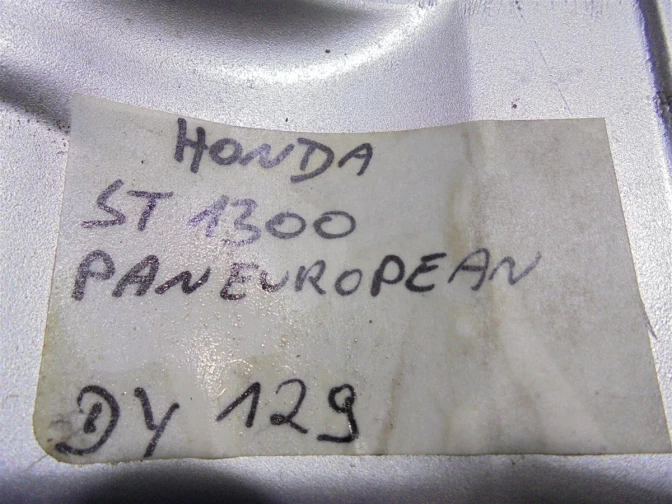 HONDA
ST 1300
PANEUROPEAN
DY 129